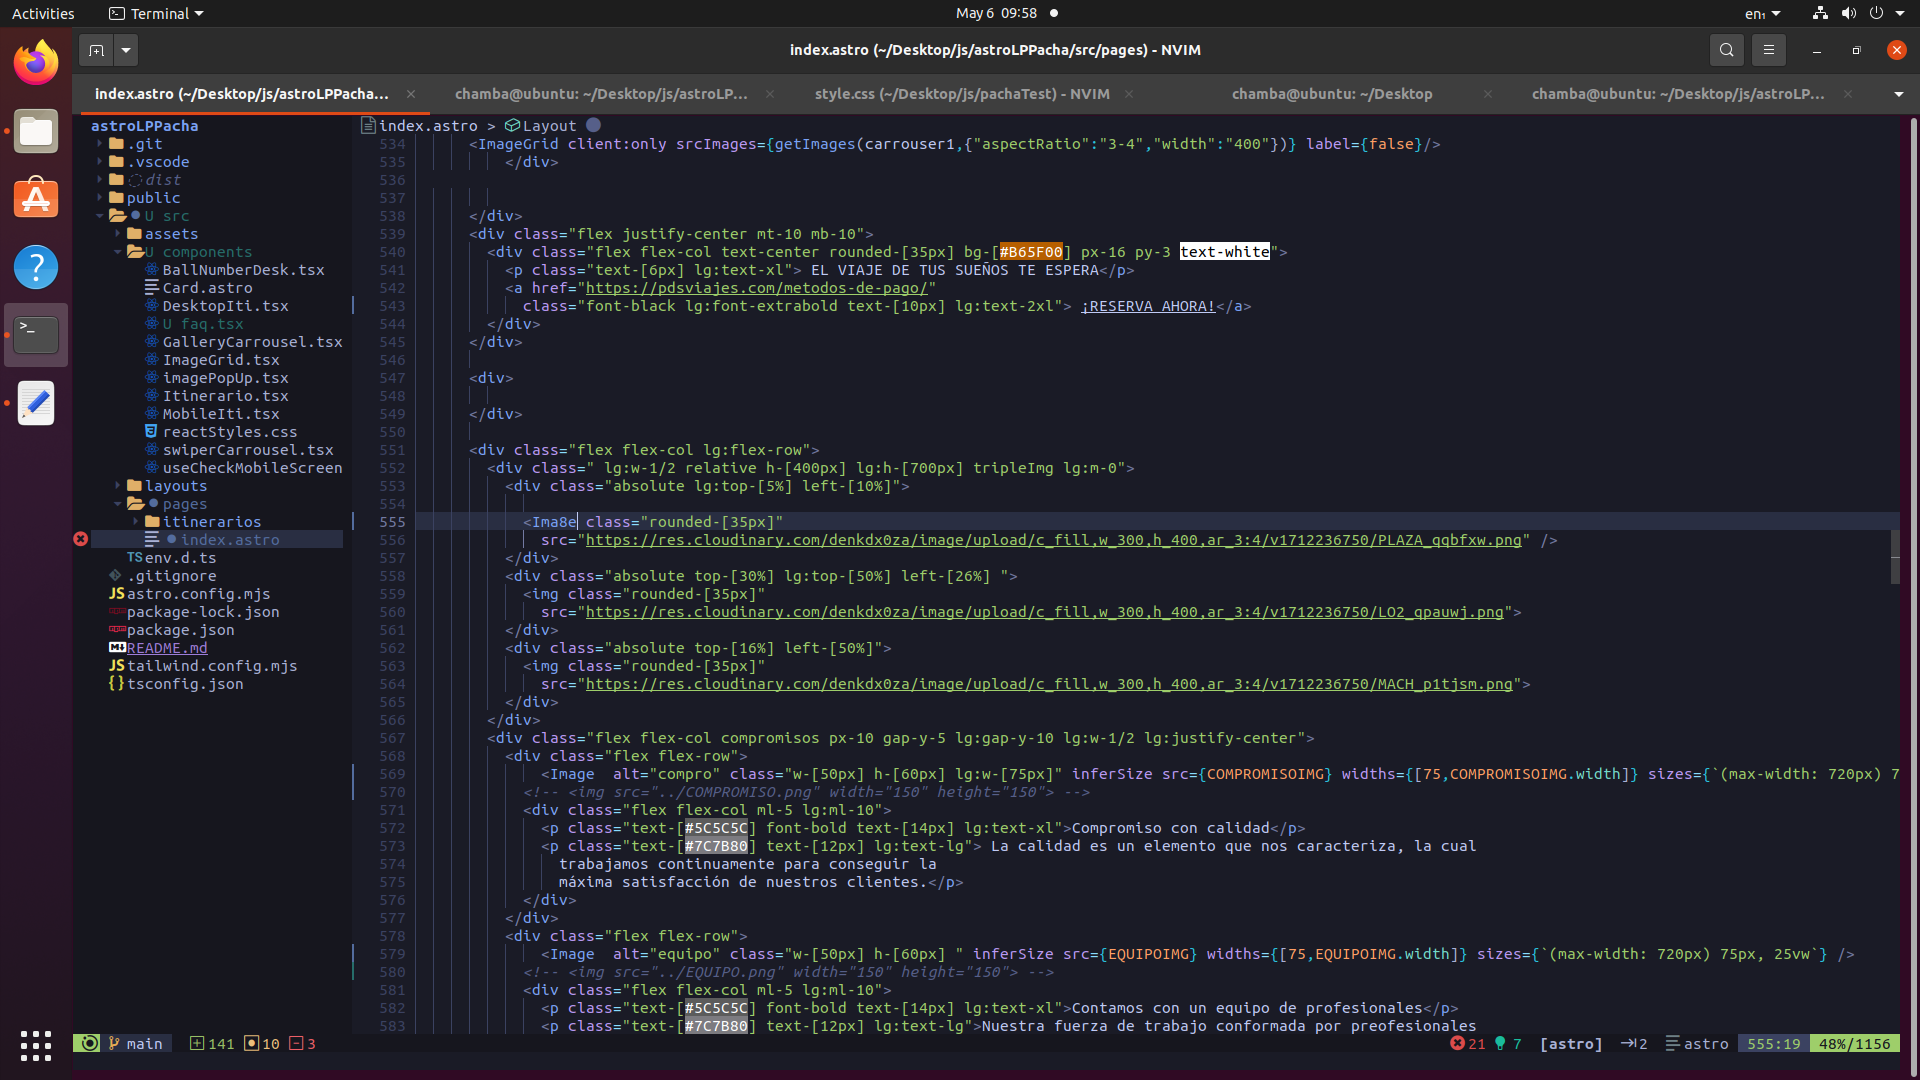 Activities Terminal May 6 09:58 en₁
index.astro (~/Desktop/js/astroLPPacha/src/pages) - NVIM
index.astro (~/Desktop/js/astroLPPacha... chamba@ubuntu: ~/Desktop/js/astroLP... style.css (~/Desktop/js/pachaTest) - NVIM chamba@ubuntu: ~/Desktop chamba@ubuntu: ~/Desktop/js/astroLP...
astroLPPacha
.git
.vscode
dist
public
U src
assets
U components
BallNumberDesk.tsx
Card.astro
DesktopIti.tsx
U faq.tsx
GalleryCarrousel.tsx
ImageGrid.tsx
imagePopUp.tsx
Itinerario.tsx
MobileIti.tsx
reactStyles.css
swiperCarrousel.tsx
useCheckMobileScreen
layouts
pages
itinerarios
index.astro
TS env.d.ts
.gitignore
JS astro.config.mjs
package-lock.json
package.json
README.md
JS tailwind.config.mjs
{} tsconfig.json
index.astro > Layout
534 <ImageGrid client:only srcImages={getImages(carrouser1,{"aspectRatio":"3-4","width":"400"})} label={false}/>
535 </div>
536
537
538 </div>
539 <div class="flex justify-center mt-10 mb-10">
540 <div class="flex flex-col text-center rounded-[35px] bg-[#B65F00] px-16 py-3 text-white">
541 <p class="text-[6px] lg:text-xl"> EL VIAJE DE TUS SUEÑOS TE ESPERA</p>
542 <a href="https://pdsviajes.com/metodos-de-pago/"
543 class="font-black lg:font-extrabold text-[10px] lg:text-2xl"> ¡RESERVA AHORA!</a>
544 </div>
545 </div>
546
547 <div>
548
549 </div>
550
551 <div class="flex flex-col lg:flex-row">
552 <div class=" lg:w-1/2 relative h-[400px] lg:h-[700px] tripleImg lg:m-0">
553 <div class="absolute lg:top-[5%] left-[10%]">
554
555 <Ima8e class="rounded-[35px]"
556 src="https://res.cloudinary.com/denkdx0za/image/upload/c_fill,w_300,h_400,ar_3:4/v1712236750/PLAZA_qqbfxw.png" />
557 </div>
558 <div class="absolute top-[30%] lg:top-[50%] left-[26%] ">
559 <img class="rounded-[35px]"
560 src="https://res.cloudinary.com/denkdx0za/image/upload/c_fill,w_300,h_400,ar_3:4/v1712236750/LO2_qpauwj.png">
561 </div>
562 <div class="absolute top-[16%] left-[50%]">
563 <img class="rounded-[35px]"
564 src="https://res.cloudinary.com/denkdx0za/image/upload/c_fill,w_300,h_400,ar_3:4/v1712236750/MACH_p1tjsm.png">
565 </div>
566 </div>
567 <div class="flex flex-col compromisos px-10 gap-y-5 lg:gap-y-10 lg:w-1/2 lg:justify-center">
568 <div class="flex flex-row">
569 <Image  alt="compro" class="w-[50px] h-[60px] lg:w-[75px]" inferSize src={COMPROMISOIMG} widths={[75,COMPROMISOIMG.width]} sizes={`(max-width: 720px) 7
570 <!-- <img src="../COMPROMISO.png" width="150" height="150"> -->
571 <div class="flex flex-col ml-5 lg:ml-10">
572 <p class="text-[#5C5C5C] font-bold text-[14px] lg:text-xl">Compromiso con calidad</p>
573 <p class="text-[#7C7B80] text-[12px] lg:text-lg"> La calidad es un elemento que nos caracteriza, la cual
574 trabajamos continuamente para conseguir la
575 máxima satisfacción de nuestros clientes.</p>
576 </div>
577 </div>
578 <div class="flex flex-row">
579 <Image  alt="equipo" class="w-[50px] h-[60px] " inferSize src={EQUIPOIMG} widths={[75,EQUIPOIMG.width]} sizes={`(max-width: 720px) 75px, 25vw`} />
580 <!-- <img src="../EQUIPO.png" width="150" height="150"> -->
581 <div class="flex flex-col ml-5 lg:ml-10">
582 <p class="text-[#5C5C5C] font-bold text-[14px] lg:text-xl">Contamos con un equipo de profesionales</p>
583 <p class="text-[#7C7B80] text-[12px] lg:text-lg">Nuestra fuerza de trabajo conformada por preofesionales
main 141 10 3 21 7 [astro] 2 astro 555:19 48%/1156